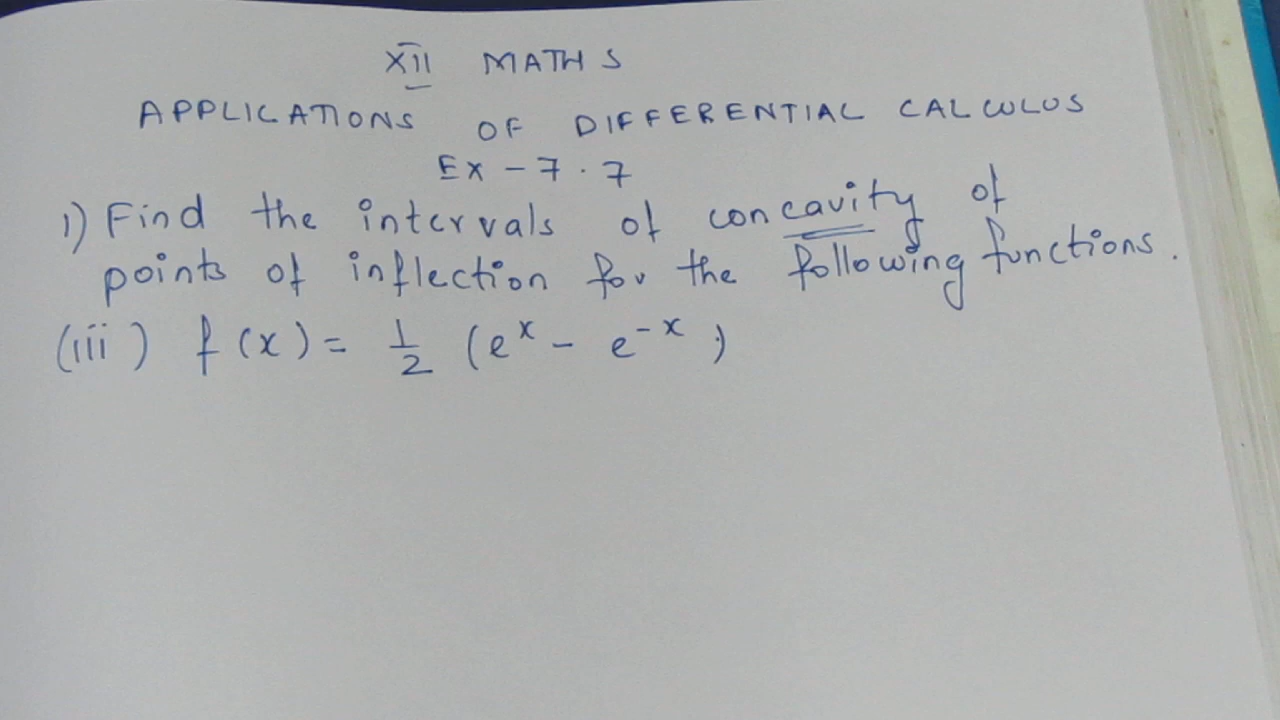 XII MATHS
APPLICATIONS OF DIFFERENTIAL CALCULUS
EX - 7.7
1) Find the intervals of concavity of
points of inflection for the following functions.
(iii) f(x) = 1/2 (e^x - e^-x)